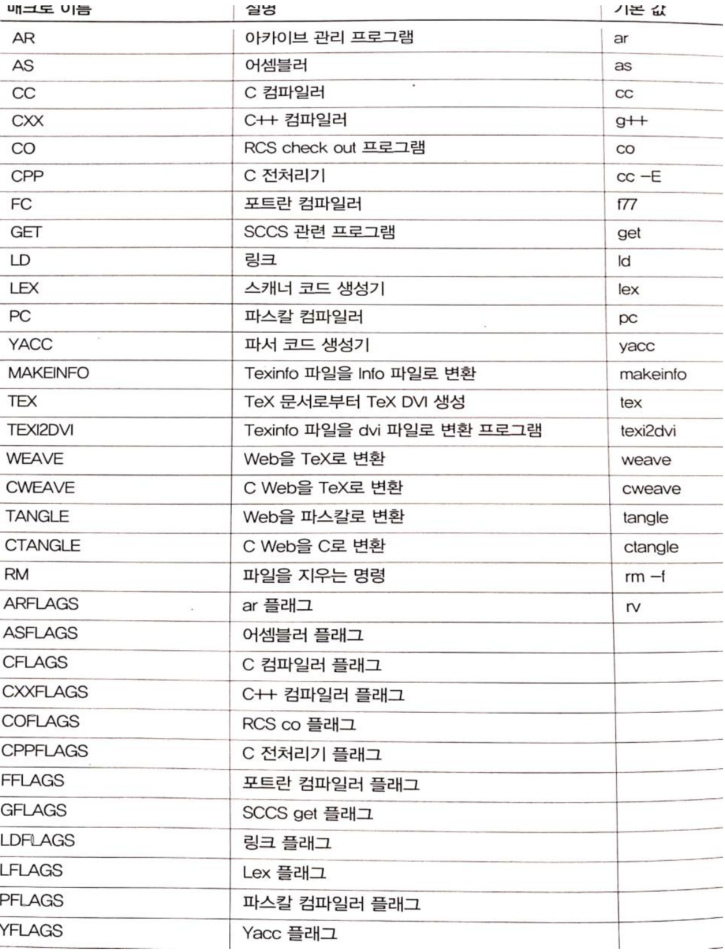 매크로 이름 설명 기본 값
AR 아카이브 관리 프로그램 ar
AS 어셈블러 as
CC C 컴파일러 cc
CXX C++ 컴파일러 g++
CO RCS check out 프로그램 co
CPP C 전처리기 cc -E
FC 포트란 컴파일러 f77
GET SCCS 관련 프로그램 get
LD 링크 ld
LEX 스캐너 코드 생성기 lex
PC 파스칼 컴파일러 pc
YACC 파서 코드 생성기 yacc
MAKEINFO Texinfo 파일을 Info 파일로 변환 makeinfo
TEX TeX 문서로부터 TeX DVI 생성 tex
TEXI2DVI Texinfo 파일을 dvi 파일로 변환 프로그램 texi2dvi
WEAVE Web을 TeX로 변환 weave
CWEAVE C Web을 TeX로 변환 cweave
TANGLE Web을 파스칼로 변환 tangle
CTANGLE C Web을 C로 변환 ctangle
RM 파일을 지우는 명령 rm -f
ARFLAGS ar 플래그 rv
ASFLAGS 어셈블러 플래그
CFLAGS C 컴파일러 플래그
CXXFLAGS C++ 컴파일러 플래그
COFLAGS RCS co 플래그
CPPFLAGS C 전처리기 플래그
FFLAGS 포트란 컴파일러 플래그
GFLAGS SCCS get 플래그
LDFLAGS 링크 플래그
LFLAGS Lex 플래그
PFLAGS 파스칼 컴파일러 플래그
YFLAGS Yacc 플래그